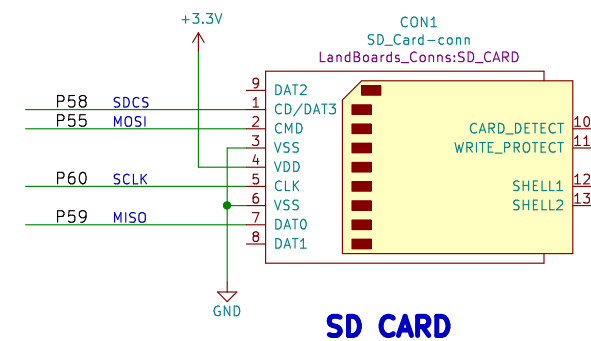 +3.3V
CON1
SD_Card-conn
LandBoards_Conns:SD_CARD
9 DAT2
P58 SDCS 1 CD/DAT3
P55 MOSI 2 CMD CARD_DETECT 10
3 VSS WRITE_PROTECT 11
4 VDD
P60 SCLK 5 CLK SHELL1 12
6 VSS SHELL2 13
P59 MISO 7 DAT0
8 DAT1
GND
SD CARD